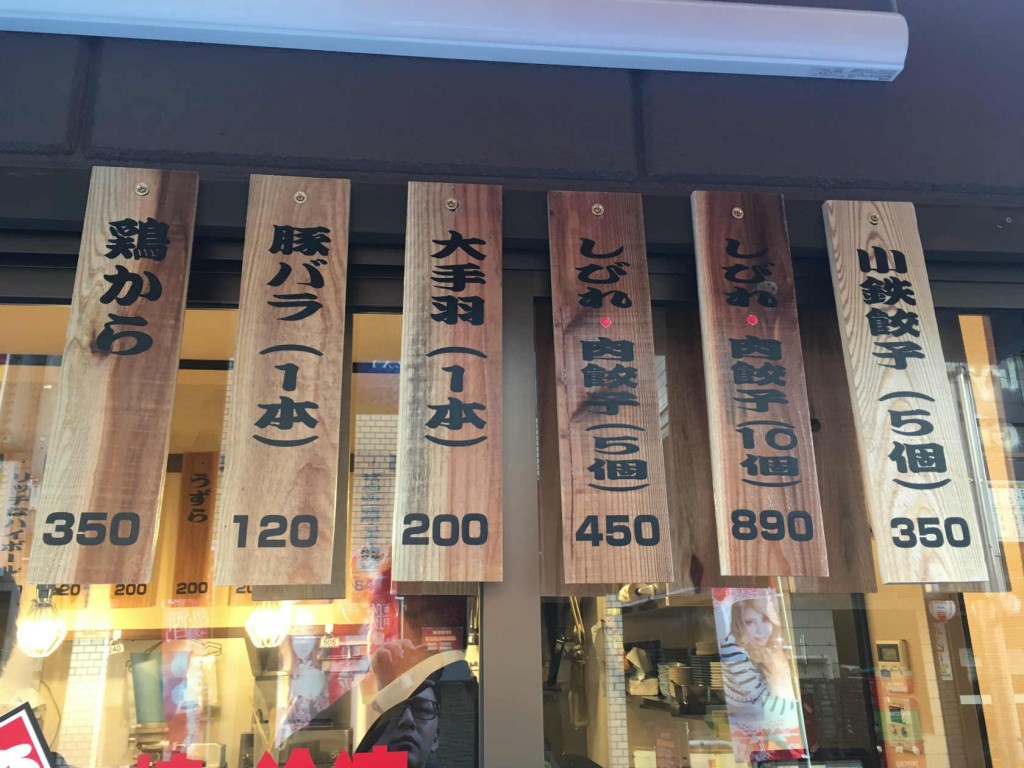 鶏から
350
豚バラ(1本)
120
大手羽(1本)
200
しびれ 肉餃子(5個)
450
しびれ 肉餃子(10個)
890
山鉄餃子(5個)
350
うずら
200
200